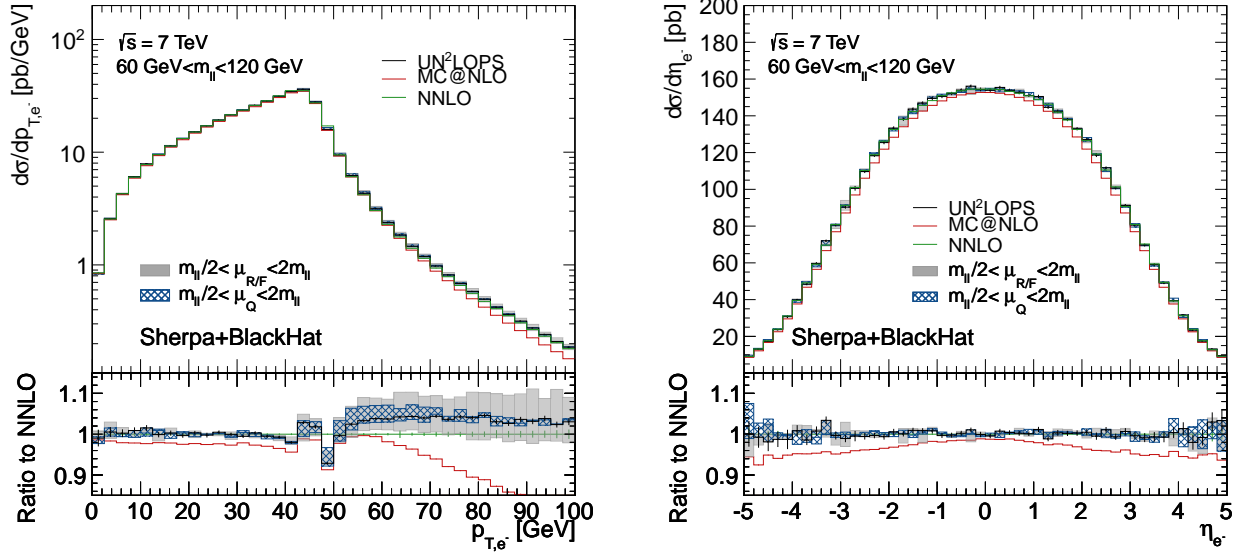 dσ/dp_T,e⁻ [pb/GeV]
10²
10
1
√s = 7 TeV
60 GeV<m_ll<120 GeV
UN²LOPS
MC@NLO
NNLO
m_ll/2< μ_R/F <2m_ll
m_ll/2< μ_Q <2m_ll
Sherpa+BlackHat
Ratio to NNLO
1.1
1
0.9
0 10 20 30 40 50 60 70 80 90 100
p_T,e⁻ [GeV]
dσ/dη_e⁻ [pb]
200
180
160
140
120
100
80
60
40
20
0
√s = 7 TeV
60 GeV<m_ll<120 GeV
UN²LOPS
MC@NLO
NNLO
m_ll/2< μ_R/F <2m_ll
m_ll/2< μ_Q <2m_ll
Sherpa+BlackHat
Ratio to NNLO
1.1
1
0.9
-5 -4 -3 -2 -1 0 1 2 3 4 5
η_e⁻